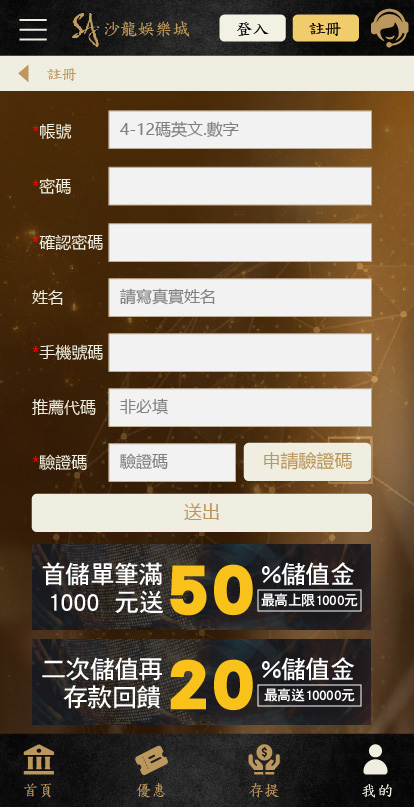 SA沙龍娛樂城 登入 註冊
註冊
*帳號 4-12碼英文.數字
*密碼
*確認密碼
姓名 請寫真實姓名
*手機號碼
推薦代碼 非必填
*驗證碼 驗證碼 申請驗證碼
送出
首儲單筆滿 50 %儲值金
1000 元送 最高上限1000元
二次儲值再 20 %儲值金
存款回饋 最高送10000元
首頁 優惠 存提 我的